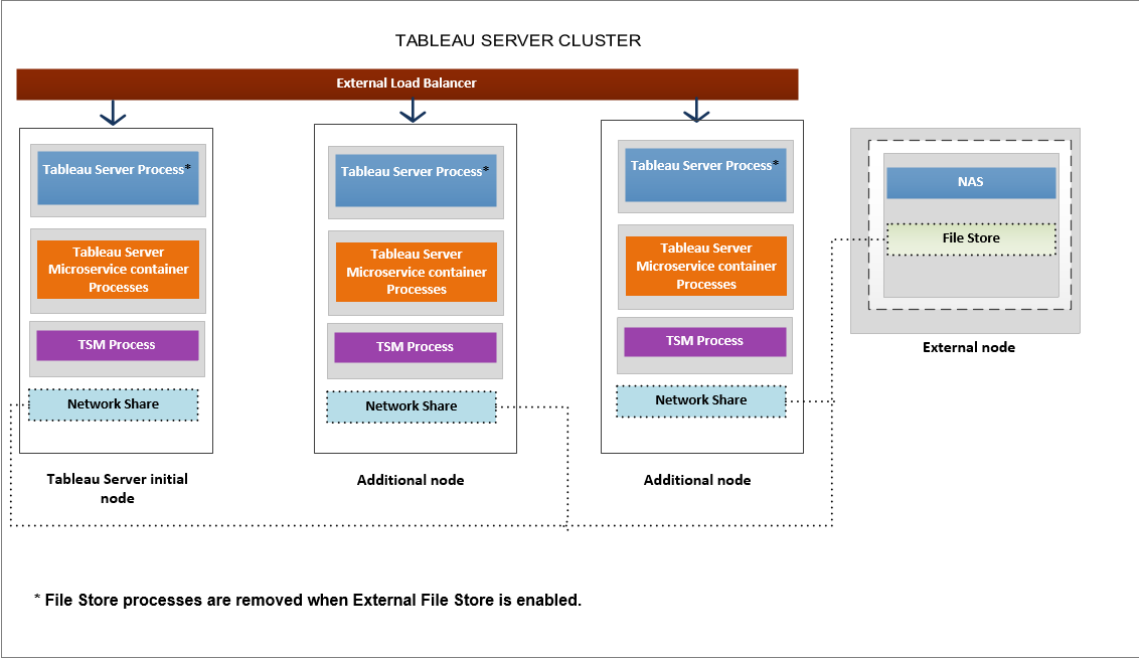 TABLEAU SERVER CLUSTER
External Load Balancer
Tableau Server Process*
Tableau Server
Microservice container
Processes
TSM Process
Network Share
Tableau Server initial
node
Tableau Server Process*
Tableau Server
Microservice container
Processes
TSM Process
Network Share
Additional node
Tableau Server Process*
Tableau Server
Microservice container
Processes
TSM Process
Network Share
Additional node
NAS
File Store
External node
* File Store processes are removed when External File Store is enabled.